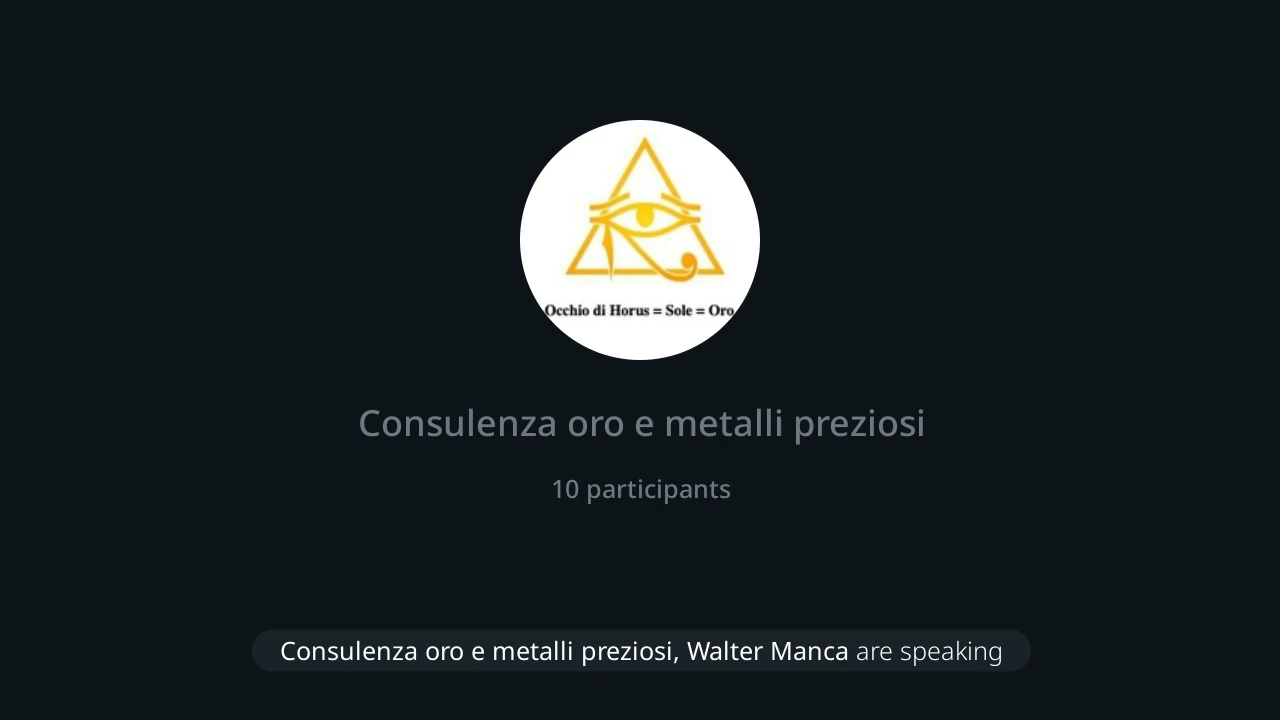 Occhio di Horus = Sole = Oro
Consulenza oro e metalli preziosi
10 participants
Consulenza oro e metalli preziosi, Walter Manca are speaking